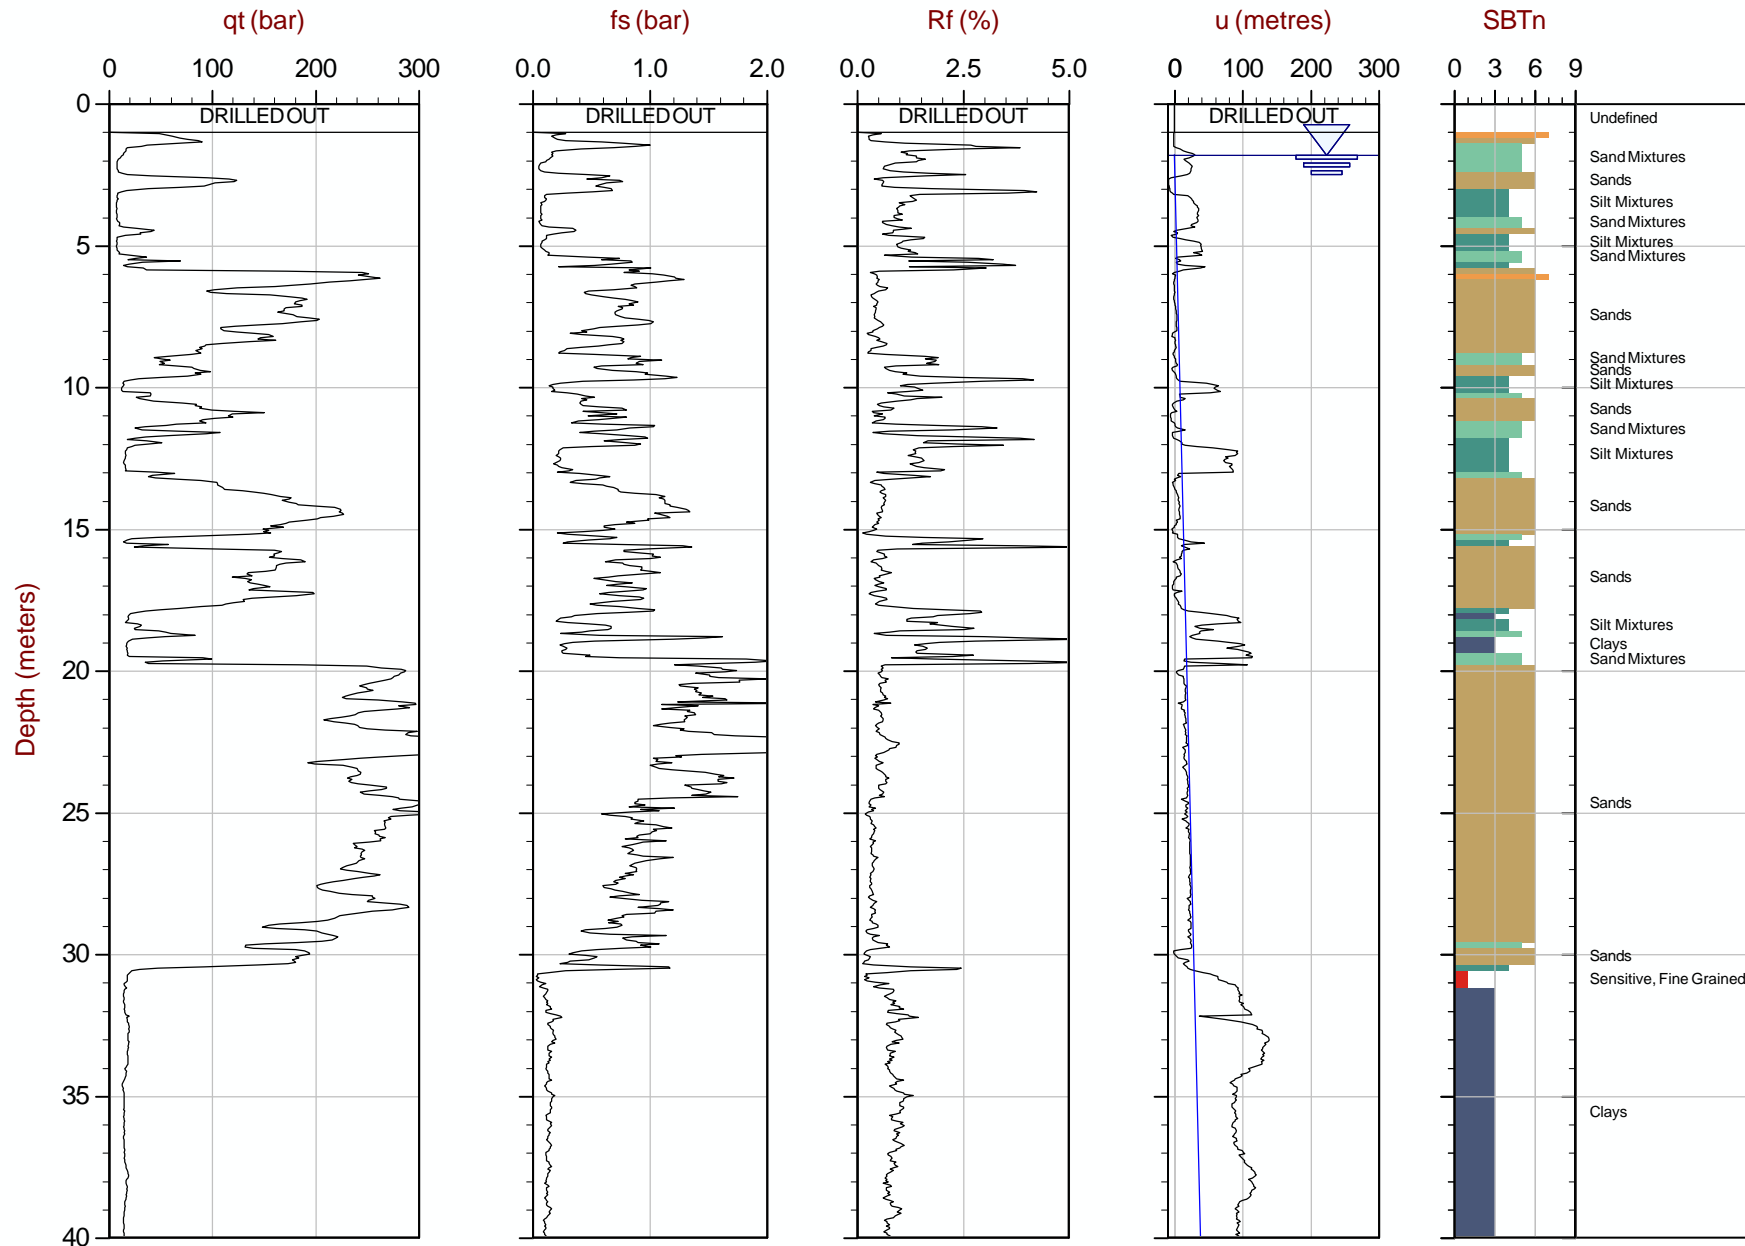 qt (bar) fs (bar) Rf (%) u (metres) SBTn
0 100 200 300 0.0 1.0 2.0 0.0 2.5 5.0 0 100 200 300 0 3 6 9
0
DRILLED OUT DRILLED OUT DRILLED OUT DRILLED OUT
Undefined
Sand Mixtures
Sands
Silt Mixtures
Sand Mixtures
Silt Mixtures
5
Sand Mixtures
Sands
Sand Mixtures
Sands
Silt Mixtures
10
Sands
Sand Mixtures
Silt Mixtures
Sands
15
Sands
Silt Mixtures
Clays
Sand Mixtures
20
Depth (meters)
Sands
25
30
Sands
Sensitive, Fine Grained
35
Clays
40